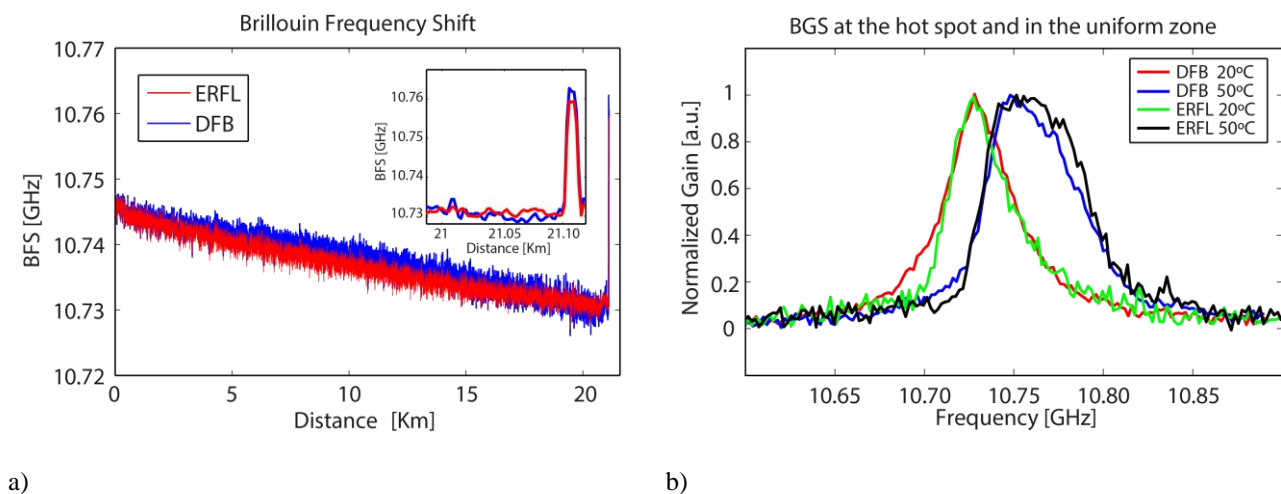 Brillouin Frequency Shift
10.77
10.76
10.75
10.74
10.73
10.72
BFS [GHz]
ERFL
DFB
10.76
10.75
10.74
10.73
BFS [GHz]
21
21.05
21.10
Distance [Km]
0
5
10
15
20
Distance [Km]
a)
BGS at the hot spot and in the uniform zone
DFB 20ºC
DFB 50ºC
ERFL 20ºC
ERFL 50ºC
1
0.8
0.6
0.4
0.2
0
Normalized Gain [a.u.]
10.65
10.70
10.75
10.80
10.85
Frequency [GHz]
b)